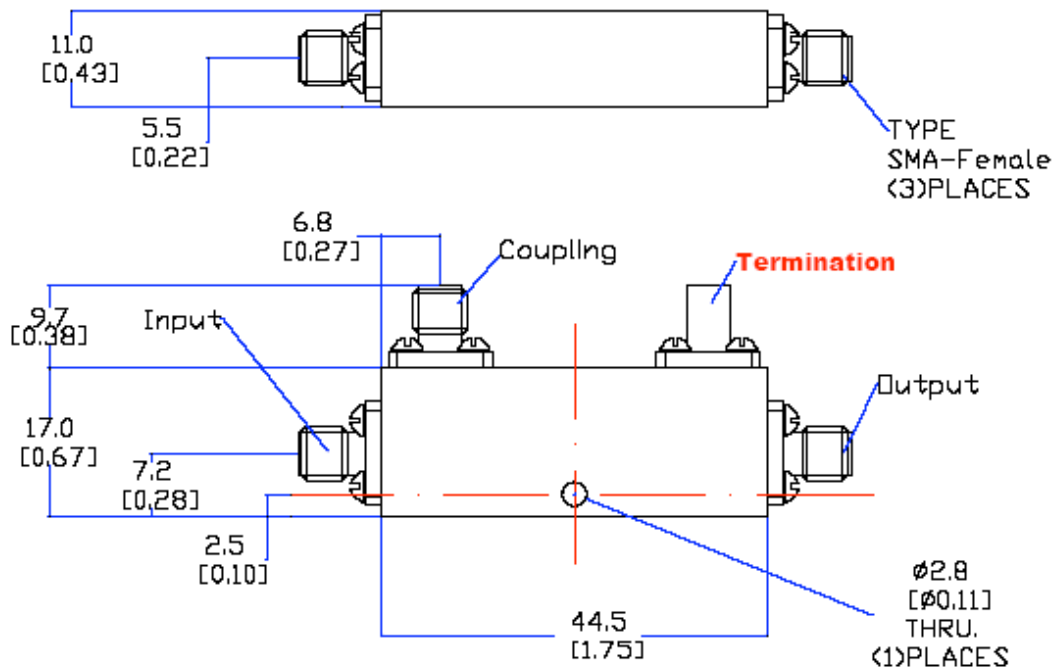 11.0
[0.43]
5.5
[0.22]
TYPE
SMA-Female
(3)PLACES
6.8
[0.27]
Coupling
Termination
9.7
[0.38]
Input
Output
17.0
[0.67]
7.2
[0.28]
2.5
[0.10]
44.5
[1.75]
Ø2.8
[Ø0.11]
THRU.
(1)PLACES